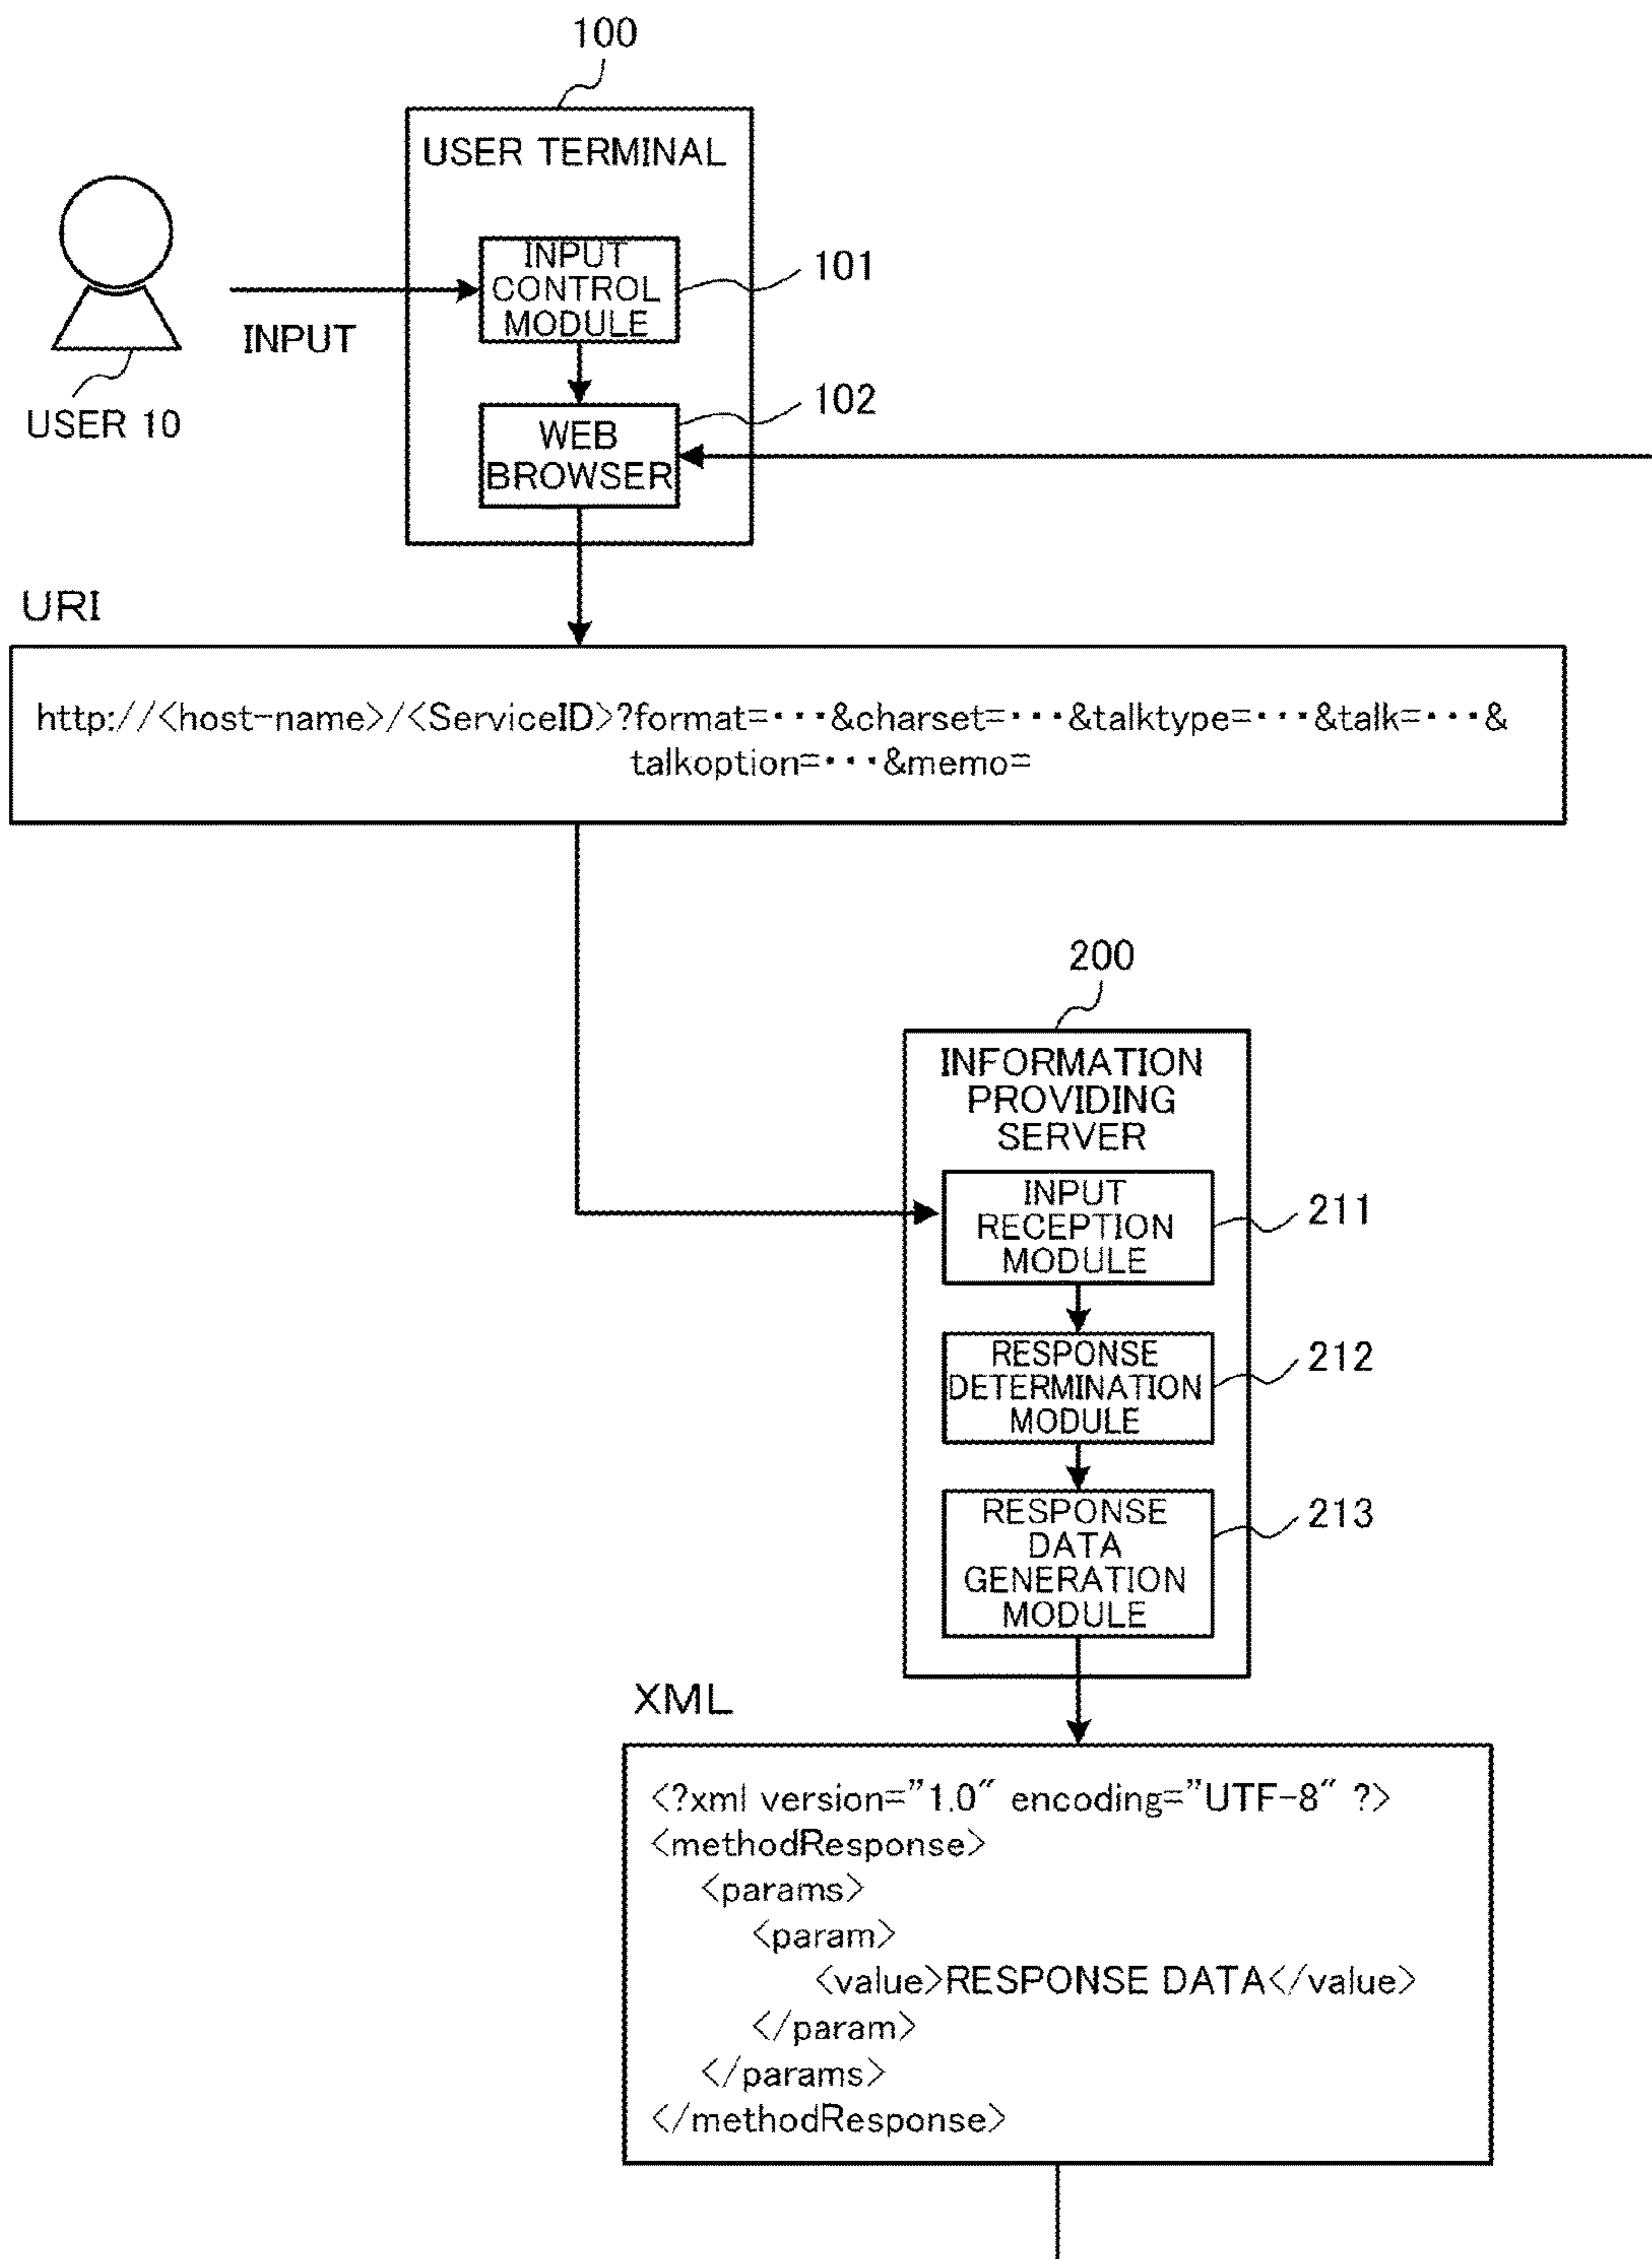 100
USER TERMINAL
INPUT
CONTROL
MODULE
101
INPUT
USER 10
WEB
BROWSER
102
URI
http://<host-name>/<ServiceID>?format=･･･&charset=･･･&talktype=･･･&talk=･･･&
talkoption=･･･&memo=
200
INFORMATION
PROVIDING
SERVER
INPUT
RECEPTION
MODULE
211
RESPONSE
DETERMINATION
MODULE
212
RESPONSE
DATA
GENERATION
MODULE
213
XML
<?xml version="1.0" encoding="UTF-8" ?>
<methodResponse>
<params>
<param>
<value>RESPONSE DATA</value>
</param>
</params>
</methodResponse>